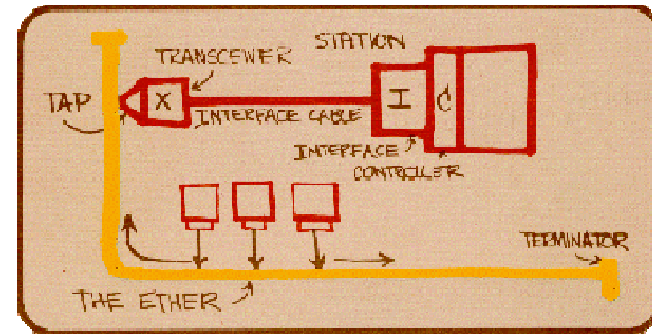 STATION
TRANSCEIVER
TAP
X
I
C
INTERFACE CABLE
INTERFACE
CONTROLLER
TERMINATOR
THE ETHER